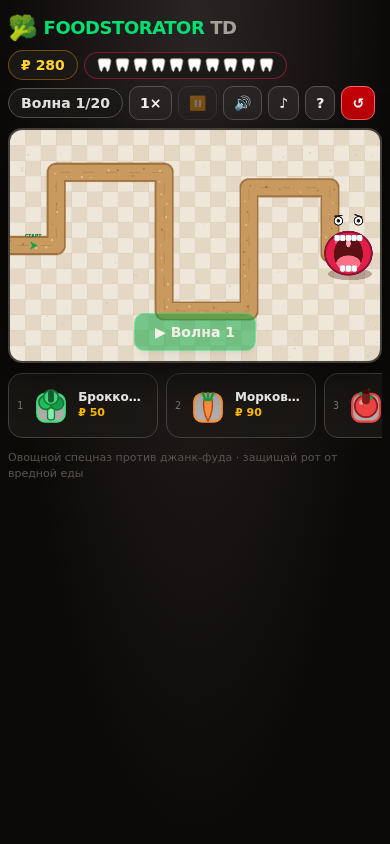 FOODSTORATOR TD
₽ 280
Волна 1/20
1×
♪
?
↺
START
▶ Волна 1
1
Брокко…
₽ 50
2
Морков…
₽ 90
3
Овощной спецназ против джанк-фуда · защищай рот от
вредной еды